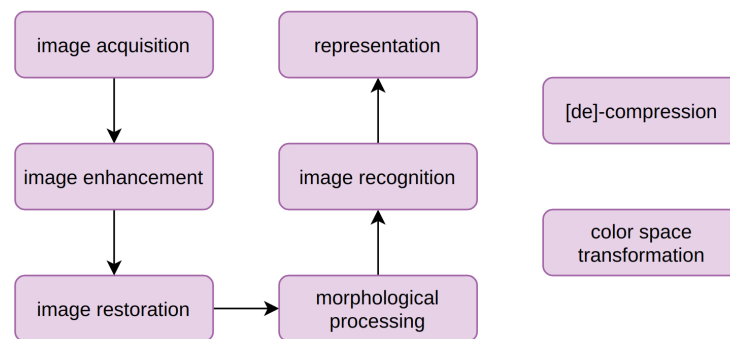 image acquisition
image enhancement
image restoration
morphological
processing
image recognition
representation
[de]-compression
color space
transformation